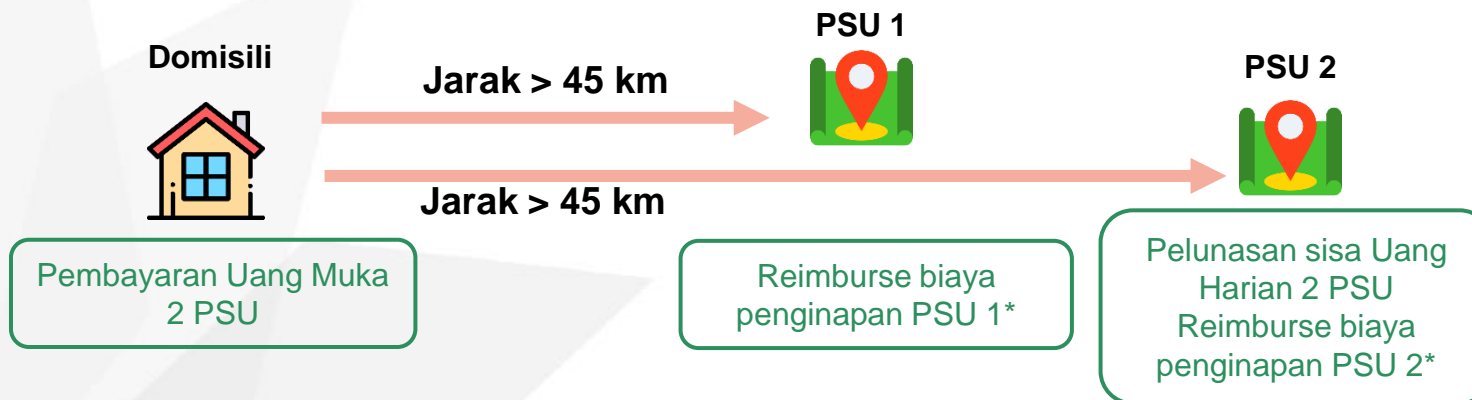 Domisili
Jarak > 45 km
PSU 1
PSU 2
Jarak > 45 km
Pembayaran Uang Muka
2 PSU
Reimburse biaya
penginapan PSU 1*
Pelunasan sisa Uang
Harian 2 PSU
Reimburse biaya
penginapan PSU 2*